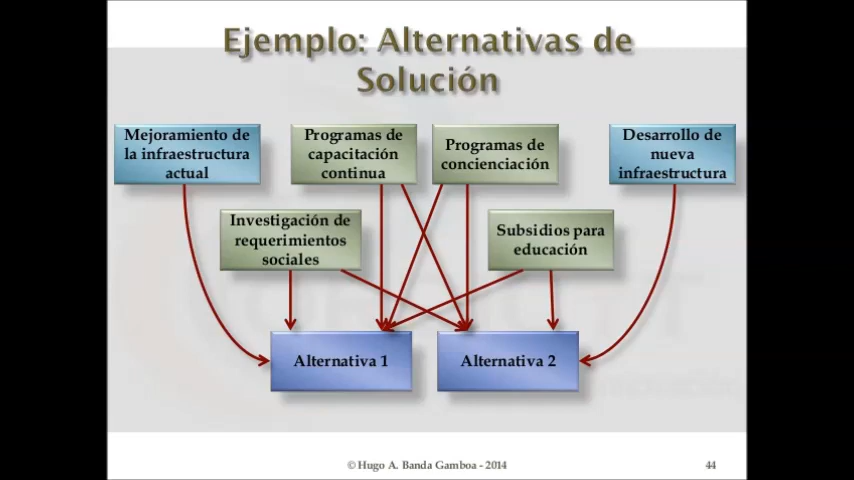 Ejemplo: Alternativas de
Solución
Mejoramiento de
la infraestructura
actual
Programas de
capacitación
continua
Programas de
concienciación
Desarrollo de
nueva
infraestructura
Investigación de
requerimientos
sociales
Subsidios para
educación
Alternativa 1
Alternativa 2
© Hugo A. Banda Gamboa - 2014
44